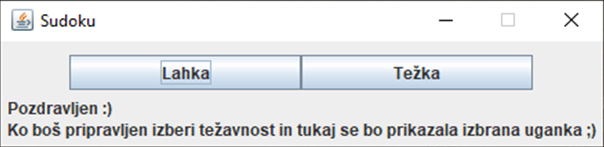 Sudoku
Lahka Težka
Pozdravljen :)
Ko boš pripravljen izberi težavnost in tukaj se bo prikazala izbrana uganka ;)